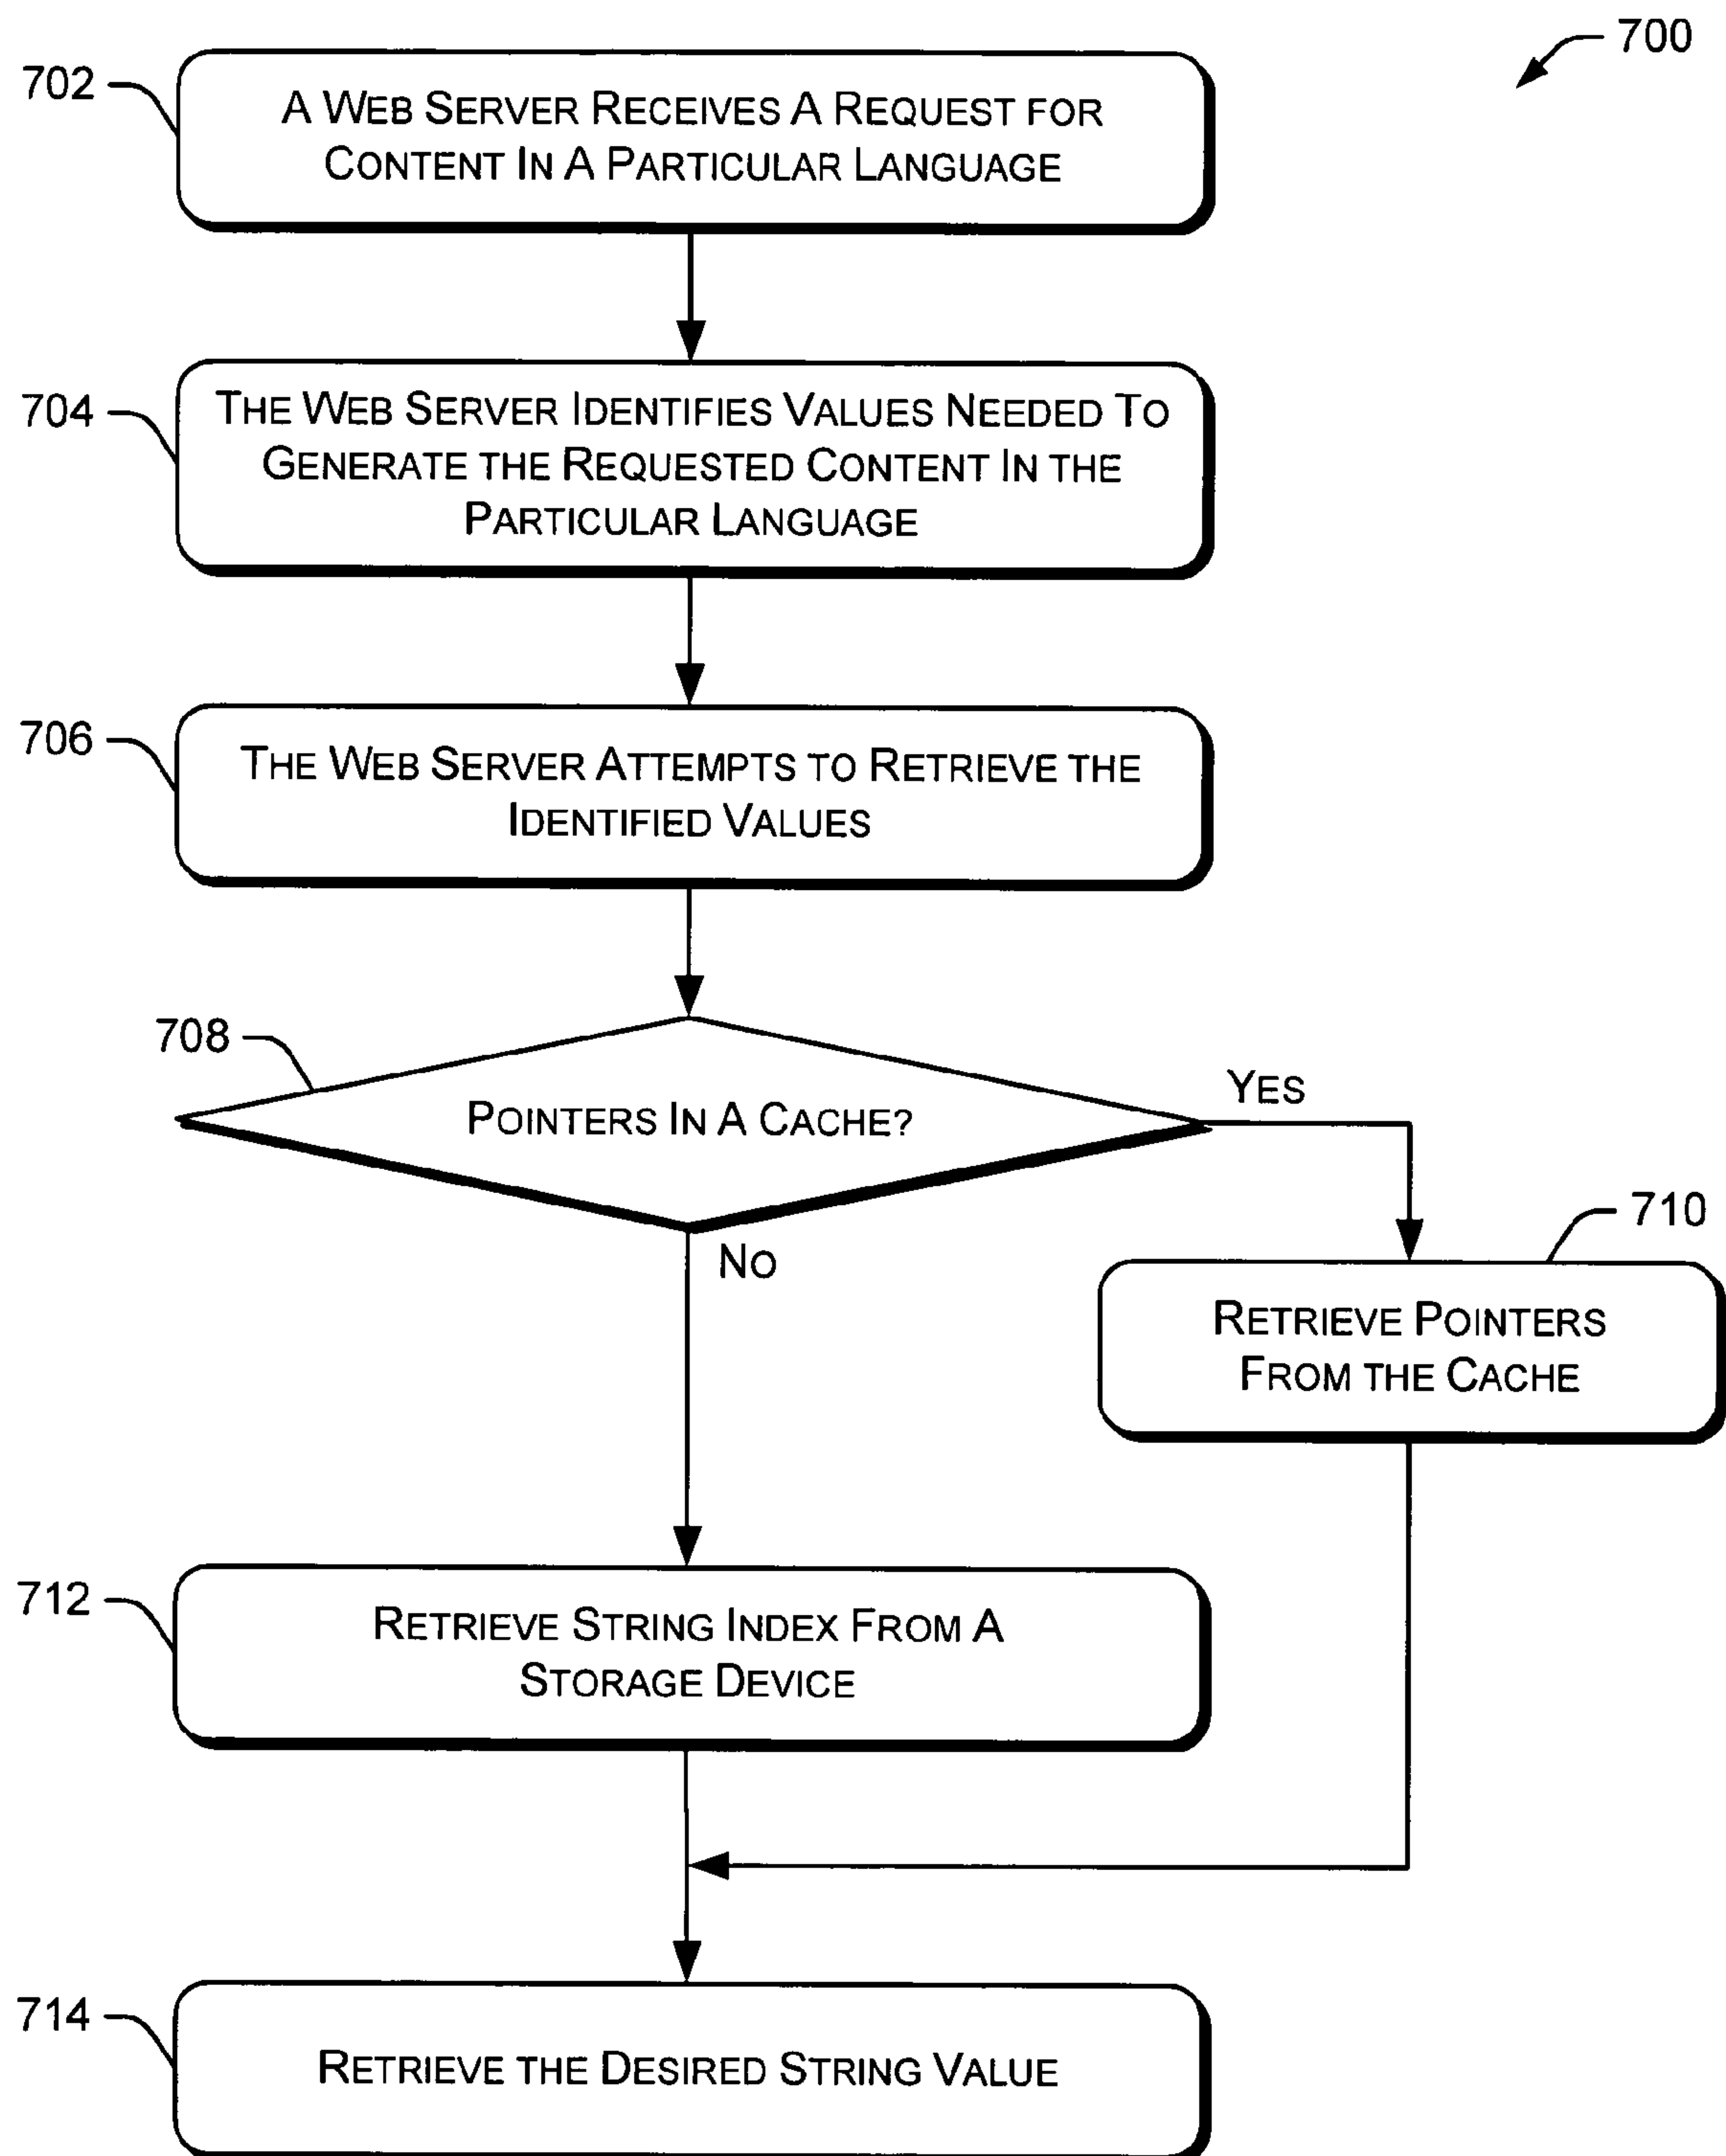 700
702
A WEB SERVER RECEIVES A REQUEST FOR
CONTENT IN A PARTICULAR LANGUAGE
704
THE WEB SERVER IDENTIFIES VALUES NEEDED TO
GENERATE THE REQUESTED CONTENT IN THE
PARTICULAR LANGUAGE
706
THE WEB SERVER ATTEMPTS TO RETRIEVE THE
IDENTIFIED VALUES
708
POINTERS IN A CACHE?
YES
NO
710
RETRIEVE POINTERS
FROM THE CACHE
712
RETRIEVE STRING INDEX FROM A
STORAGE DEVICE
714
RETRIEVE THE DESIRED STRING VALUE